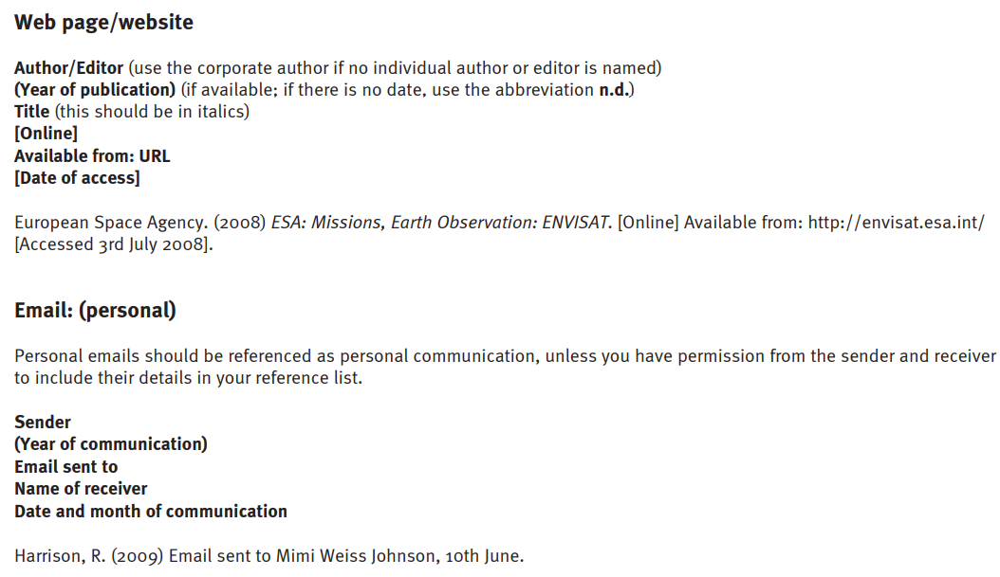 Web page/website
Author/Editor (use the corporate author if no individual author or editor is named)
(Year of publication) (if available; if there is no date, use the abbreviation n.d.)
Title (this should be in italics)
[Online]
Available from: URL
[Date of access]
European Space Agency. (2008) ESA: Missions, Earth Observation: ENVISAT. [Online] Available from: http://envisat.esa.int/
[Accessed 3rd July 2008].
Email: (personal)
Personal emails should be referenced as personal communication, unless you have permission from the sender and receiver
to include their details in your reference list.
Sender
(Year of communication)
Email sent to
Name of receiver
Date and month of communication
Harrison, R. (2009) Email sent to Mimi Weiss Johnson, 10th June.